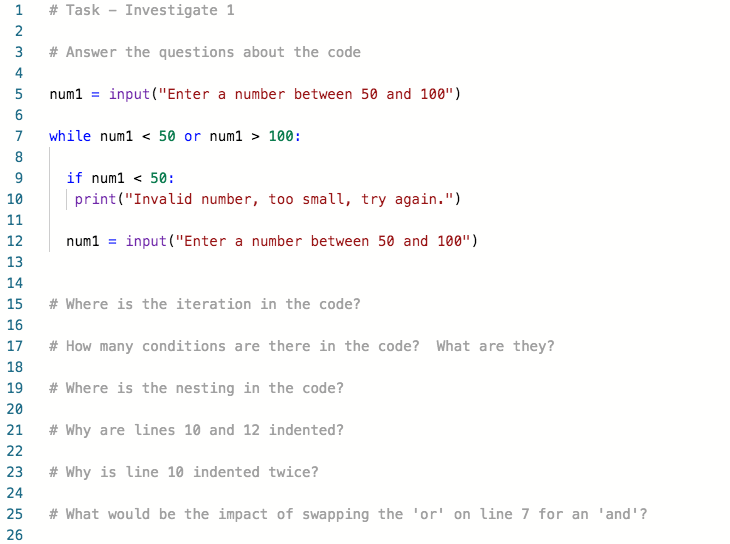 1 # Task – Investigate 1
2
3 # Answer the questions about the code
4
5 num1 = input("Enter a number between 50 and 100")
6
7 while num1 < 50 or num1 > 100:
8
9 if num1 < 50:
10 print("Invalid number, too small, try again.")
11
12 num1 = input("Enter a number between 50 and 100")
13
14
15 # Where is the iteration in the code?
16
17 # How many conditions are there in the code?  What are they?
18
19 # Where is the nesting in the code?
20
21 # Why are lines 10 and 12 indented?
22
23 # Why is line 10 indented twice?
24
25 # What would be the impact of swapping the 'or' on line 7 for an 'and'?
26